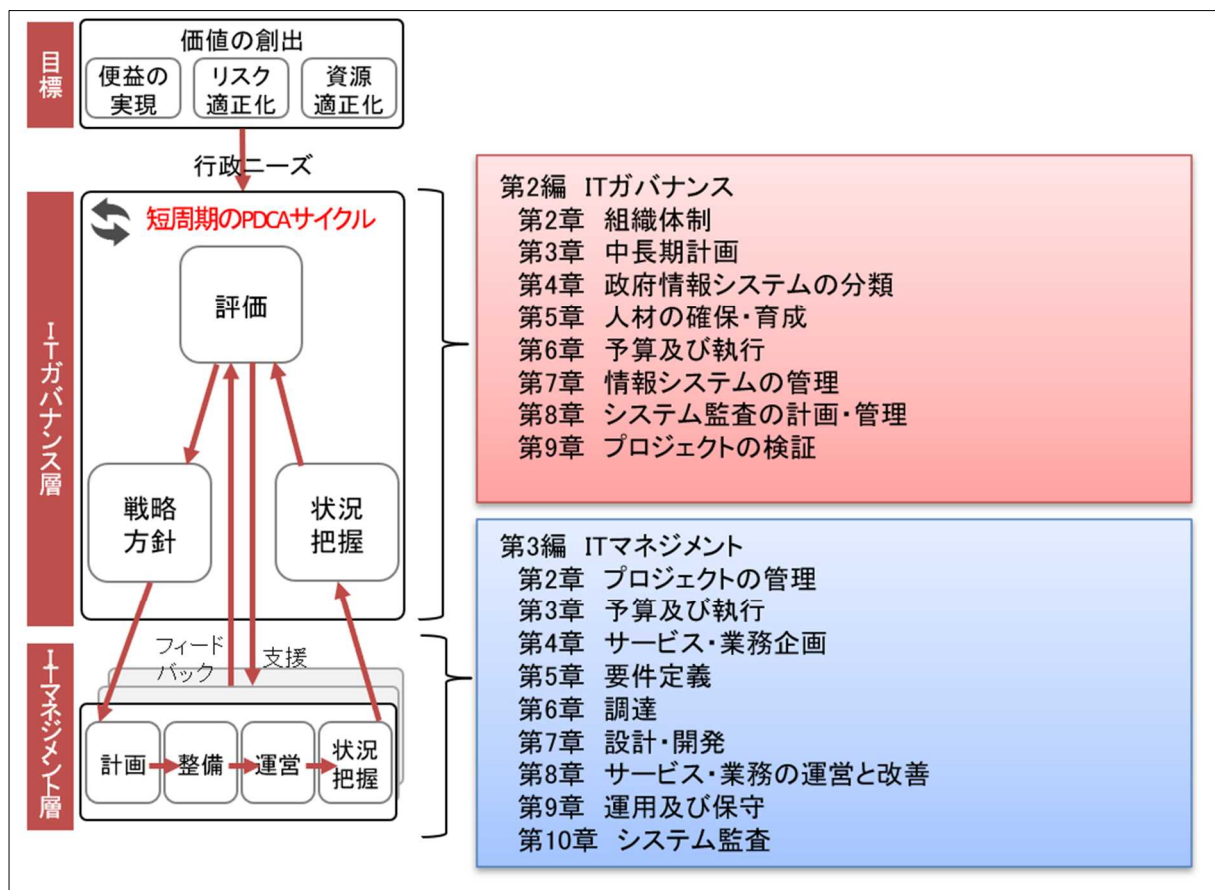 目標
価値の創出
便益の
実現
リスク
適正化
資源
適正化
行政ニーズ
ITガバナンス層
短周期のPDCAサイクル
評価
戦略
方針
状況
把握
フィード
バック
支援
ITマネジメント層
計画
整備
運営
状況
把握
第2編 ITガバナンス
第2章 組織体制
第3章 中長期計画
第4章 政府情報システムの分類
第5章 人材の確保・育成
第6章 予算及び執行
第7章 情報システムの管理
第8章 システム監査の計画・管理
第9章 プロジェクトの検証
第3編 ITマネジメント
第2章 プロジェクトの管理
第3章 予算及び執行
第4章 サービス・業務企画
第5章 要件定義
第6章 調達
第7章 設計・開発
第8章 サービス・業務の運営と改善
第9章 運用及び保守
第10章 システム監査